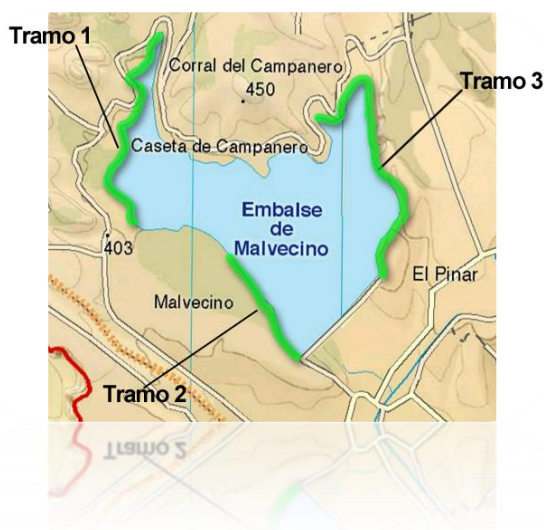 Tramo 1
Corral del Campanero
450
Tramo 3
Caseta de Campanero
Embalse
de
Malvecino
403
El Pinar
Malvecino
Tramo 2
Tramo 2